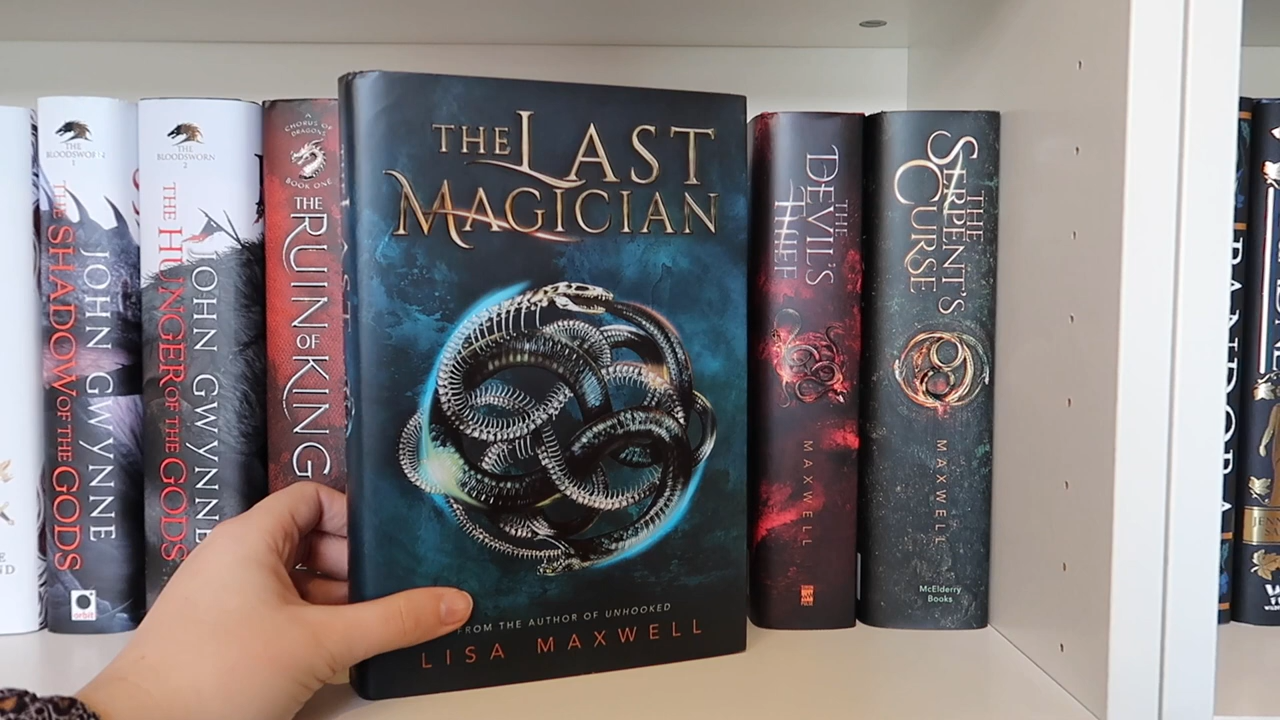 THE
BLOODSWORN
1
THE SHADOW OF THE GODS
JOHN GWYNNE
orbit
THE
BLOODSWORN
2
THE HUNGER OF THE GODS
JOHN GWYNNE
A
CHORUS OF
DRAGONS
BOOK ONE
THE
RUIN OF KING
THE LAST
MAGICIAN
FROM THE AUTHOR OF UNHOOKED
LISA MAXWELL
THE
DEVIL'S
THIEF
MAXWELL
THE
SERPENT'S
CURSE
MAXWELL
McElderry
Books